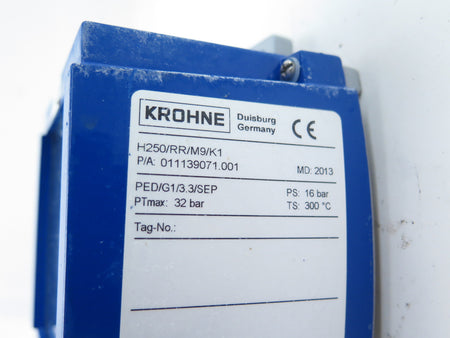 KROHNE Duisburg
Germany CE
H250/RR/M9/K1
P/A: 011139071.001 MD: 2013
PED/G1/3.3/SEP PS: 16 bar
PTmax: 32 bar TS: 300 °C
Tag-No.: